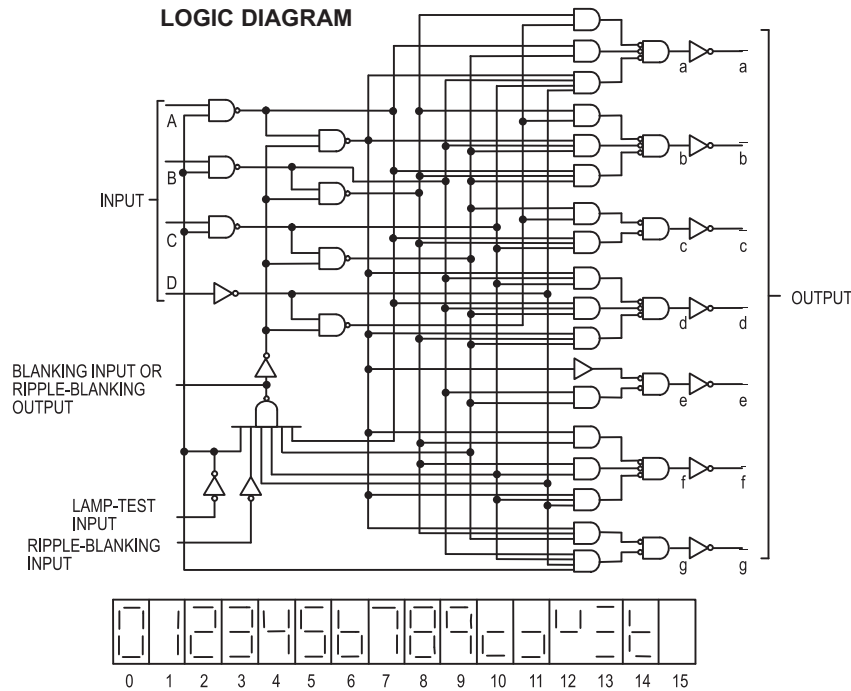 LOGIC DIAGRAM
A
B
INPUT
C
D
BLANKING INPUT OR
RIPPLE-BLANKING
OUTPUT
LAMP-TEST
INPUT
RIPPLE-BLANKING
INPUT
a a
b b
c c
d d
e e
f f
g g
OUTPUT
0 1 2 3 4 5 6 7 8 9 10 11 12 13 14 15